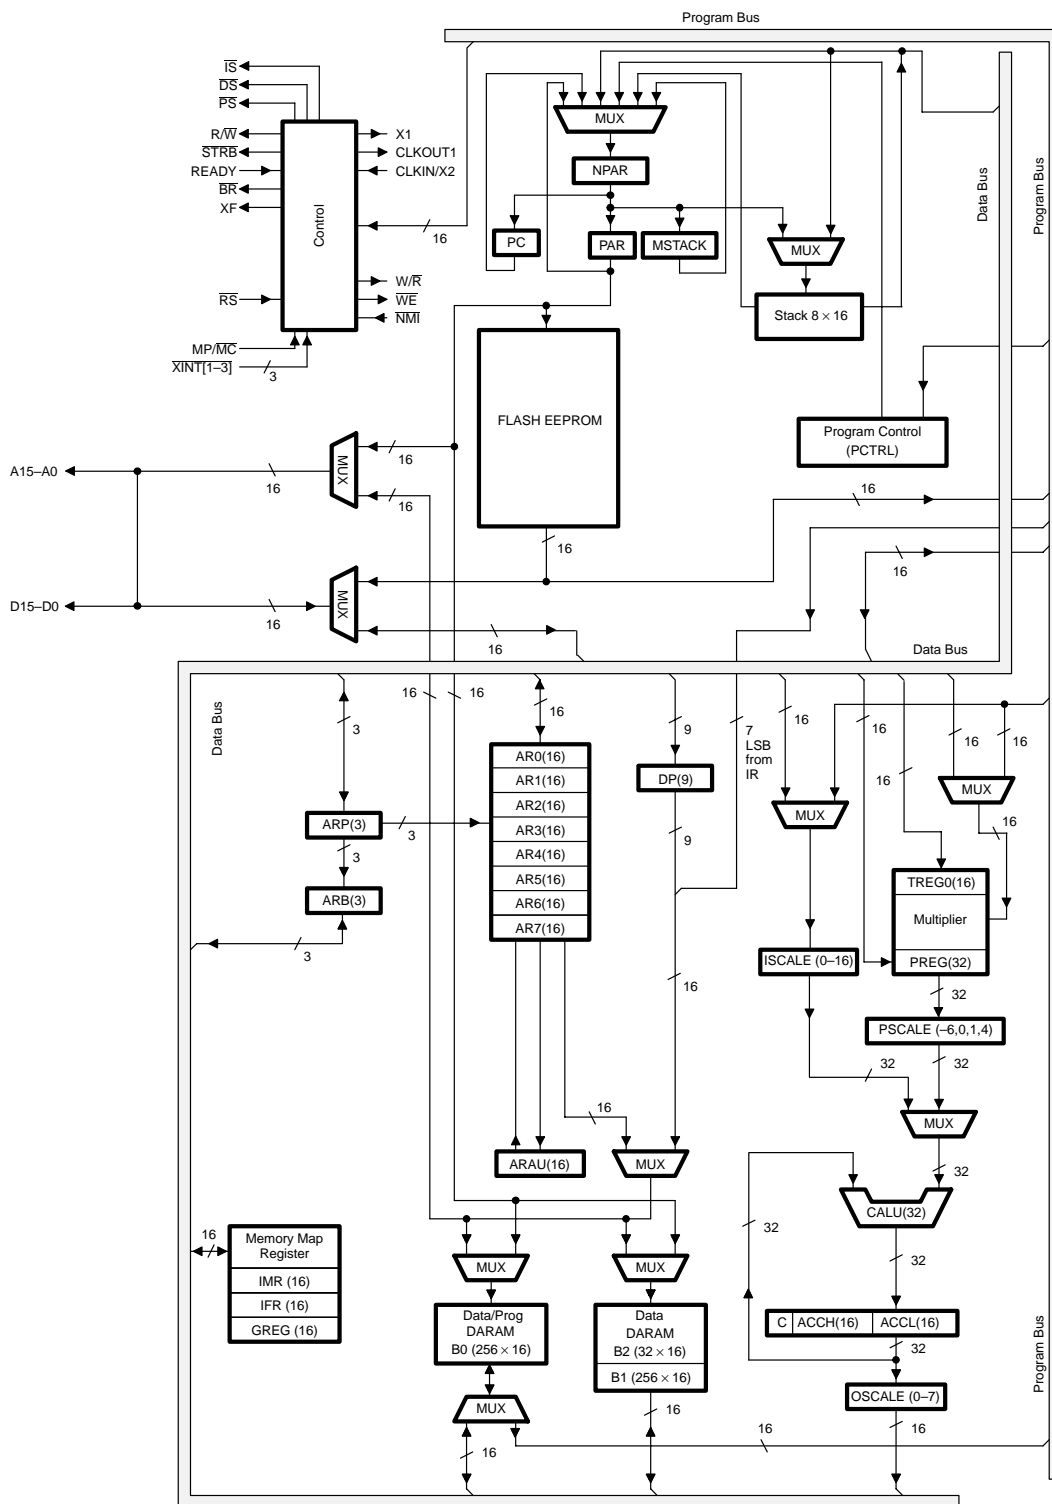 Program Bus
IS
DS
PS
R/W
STRB
READY
BR
XF
RS
MP/MC
XINT[1–3]
3
Control
X1
CLKOUT1
CLKIN/X2
16
W/R
WE
NMI
MUX
NPAR
PC
PAR
MSTACK
MUX
Stack 8 × 16
Data Bus
Program Bus
FLASH EEPROM
Program Control
(PCTRL)
A15–A0
16
MUX
16
16
16
16
16
D15–D0
16
MUX
16
Data Bus
Data Bus
3
16
16
16
9
7
LSB
from
IR
16
16
16
16
16
AR0(16)
AR1(16)
AR2(16)
AR3(16)
AR4(16)
AR5(16)
AR6(16)
AR7(16)
DP(9)
9
MUX
MUX
16
ARP(3)
3
3
ARB(3)
3
TREG0(16)
Multiplier
PREG(32)
ISCALE (0–16)
16
32
PSCALE (–6,0,1,4)
32
32
16
MUX
ARAU(16)
MUX
32
CALU(32)
32
32
16
Memory Map
Register
IMR (16)
IFR (16)
GREG (16)
MUX
MUX
Data/Prog
DARAM
B0 (256 × 16)
Data
DARAM
B2 (32 × 16)
B1 (256 × 16)
C
ACCH(16)
ACCL(16)
32
OSCALE (0–7)
MUX
16
16
16
16
Program Bus